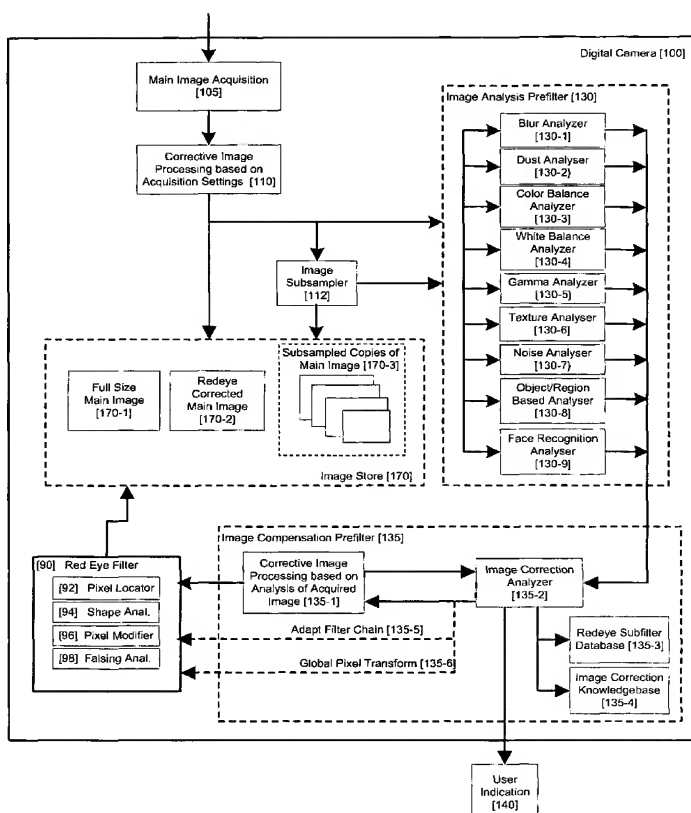 Digital Camera [100]
Main Image Acquisition
[105]
Corrective Image
Processing based on
Acquisition Settings [110]
Image
Subsampler
[112]
Image Analysis Prefilter [130]
Blur Analyzer
[130-1]
Dust Analyser
[130-2}
Color Balance
Analyzer
[130-3]
White Balance
Analyzer
[130-4]
Gamma Analyzer
[130-5]
Texture Analyser
[130-6]
Noise Analyser
[130-7}
Object/Region
Based Analyser
[130-8]
Face Recognition
Analyser
[130-9]
Full Size
Main Image
[170-1]
Redeye
Corrected
Main Image
[170-2]
Subsampled Copies of
Main Image [170-3]
Image Store [170}
Image Compensation Prefilter [135]
[90] Red Eye Filter
[92] Pixel Locator
[94] Shape Anal.
[96] Pixel Modifier
[98] Falsing Anal.
Corrective Image
Processing based on
Analysis of Acquired
Image [135-1]
Image Correction
Analyzer
[135-2]
Adapt Filter Chain [135-5]
Global Pixel Transform [135-6]
Redeye Subfilter
Database [135-3]
Image Correction
Knowledgebase
[135-4]
User
Indication
[140]